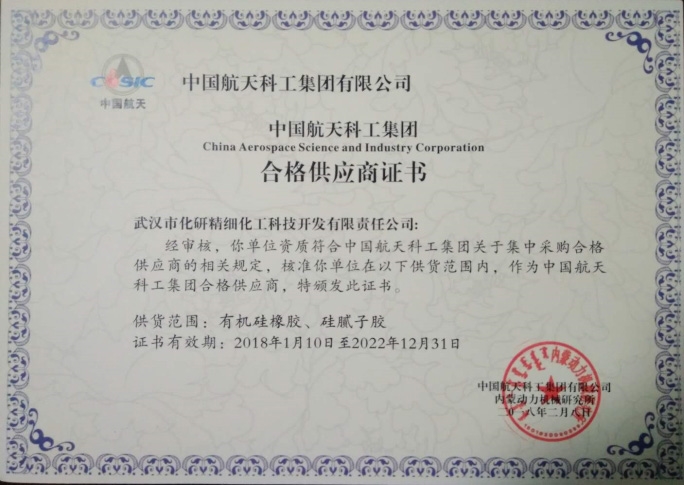 CASIC
中国航天
中国航天科工集团有限公司
中国航天科工集团
China Aerospace Science and Industry Corporation
合格供应商证书
武汉市化研精细化工科技开发有限责任公司:
经审核，你单位资质符合中国航天科工集团关于集中采购合格
供应商的相关规定，核准你单位在以下供货范围内，作为中国航天
科工集团合格供应商，特颁发此证书。
供货范围：有机硅橡胶、硅腻子胶
证书有效期：2018年1月10日至2022年12月31日
中国航天科工集团有限公司
内蒙动力机械研究所
二〇一八年二月八日